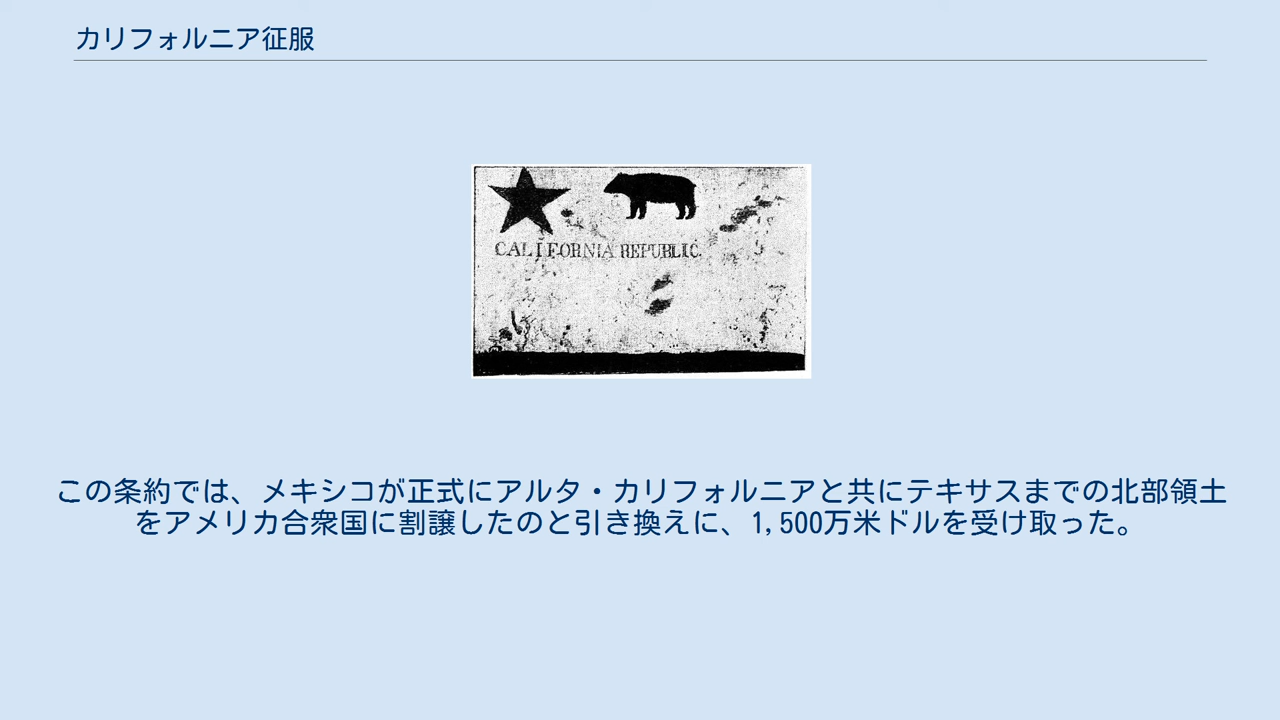 カリフォルニア征服
CALIFORNIA REPUBLIC.
この条約では、メキシコが正式にアルタ・カリフォルニアと共にテキサスまでの北部領土
をアメリカ合衆国に割譲したのと引き換えに、1,500万米ドルを受け取った。